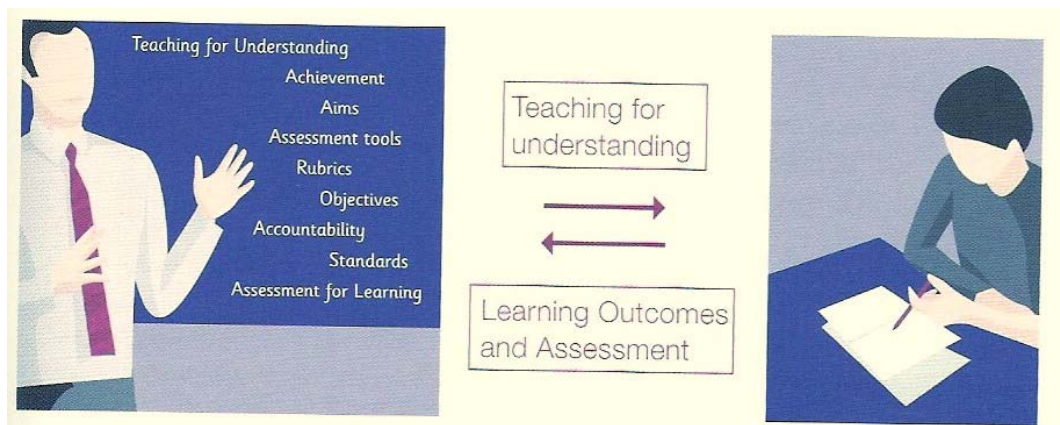 Teaching for Understanding
Achievement
Aims
Assessment tools
Rubrics
Objectives
Accountability
Standards
Assessment for Learning
Teaching for
understanding
Learning Outcomes
and Assessment